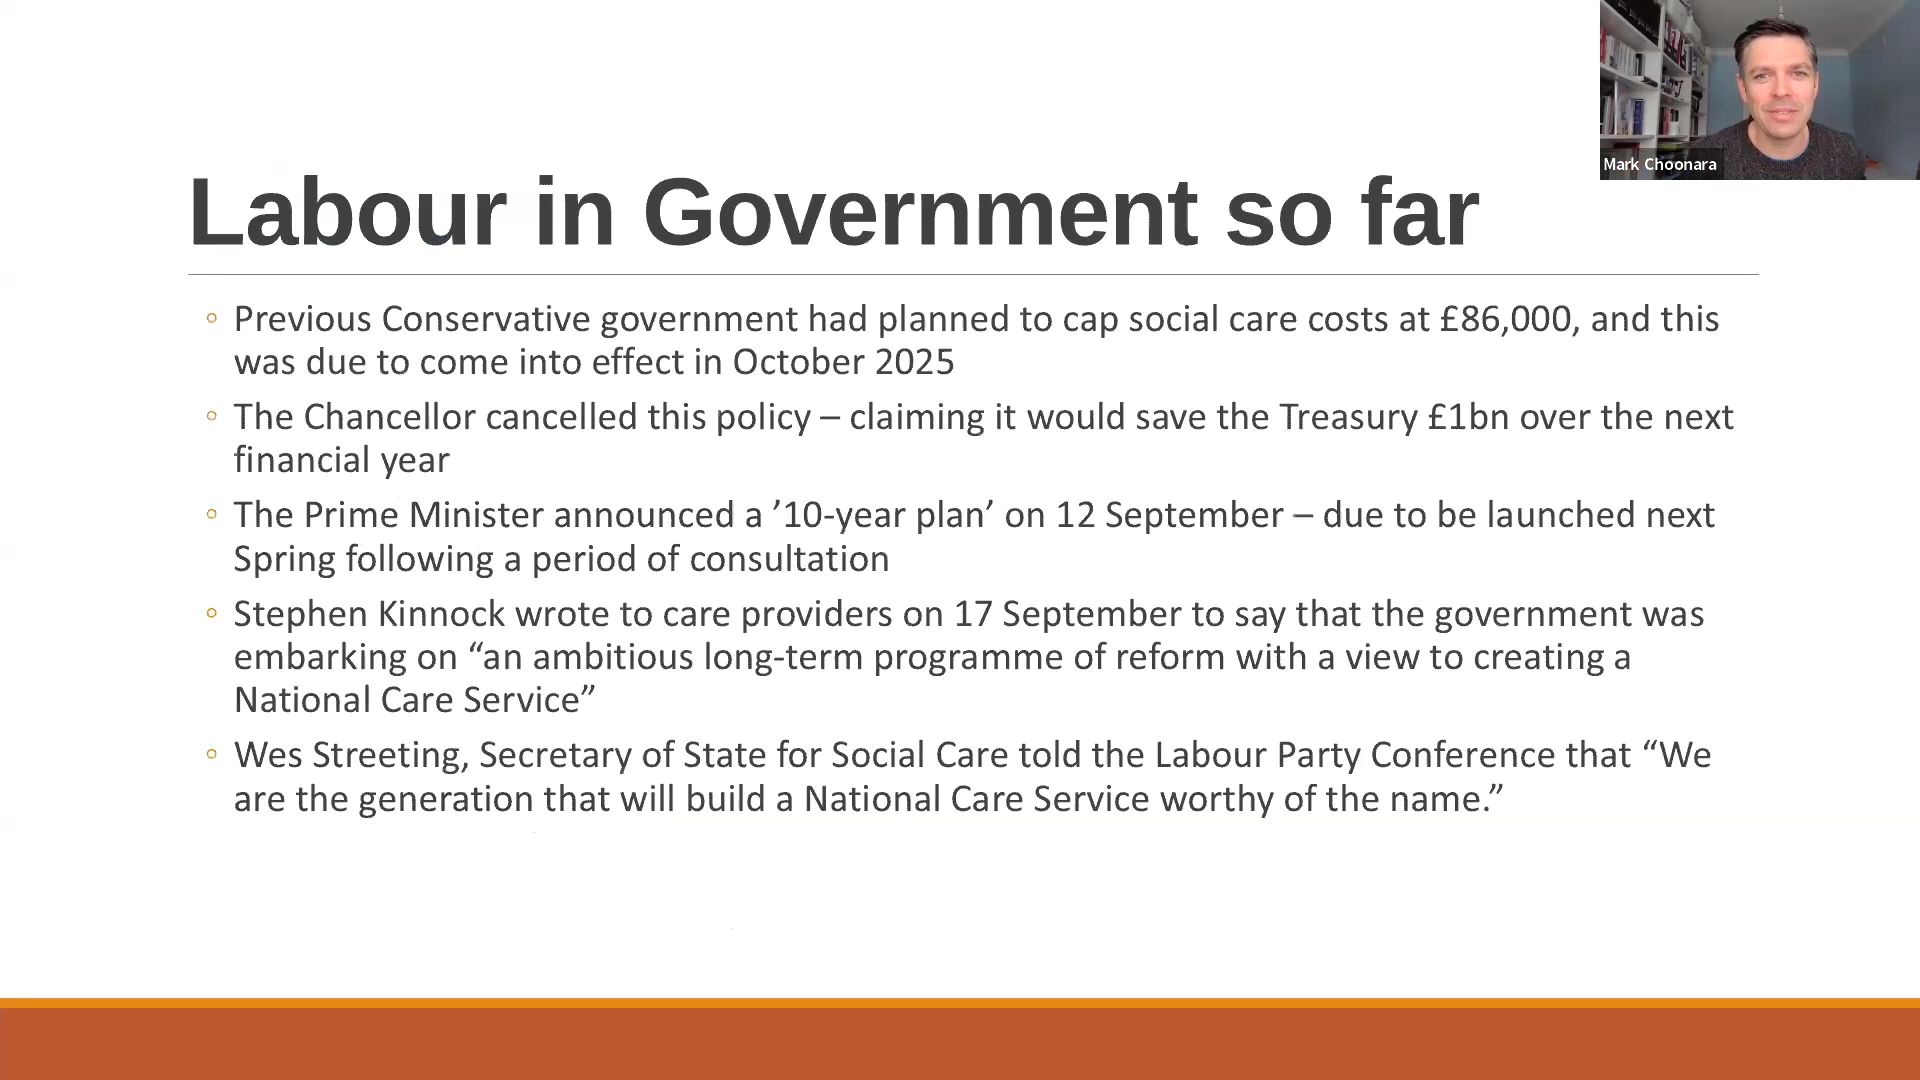 Mark Choonara
Labour in Government so far
◦ Previous Conservative government had planned to cap social care costs at £86,000, and this
was due to come into effect in October 2025
◦ The Chancellor cancelled this policy – claiming it would save the Treasury £1bn over the next
financial year
◦ The Prime Minister announced a ’10-year plan’ on 12 September – due to be launched next
Spring following a period of consultation
◦ Stephen Kinnock wrote to care providers on 17 September to say that the government was
embarking on “an ambitious long-term programme of reform with a view to creating a
National Care Service”
◦ Wes Streeting, Secretary of State for Social Care told the Labour Party Conference that “We
are the generation that will build a National Care Service worthy of the name.”